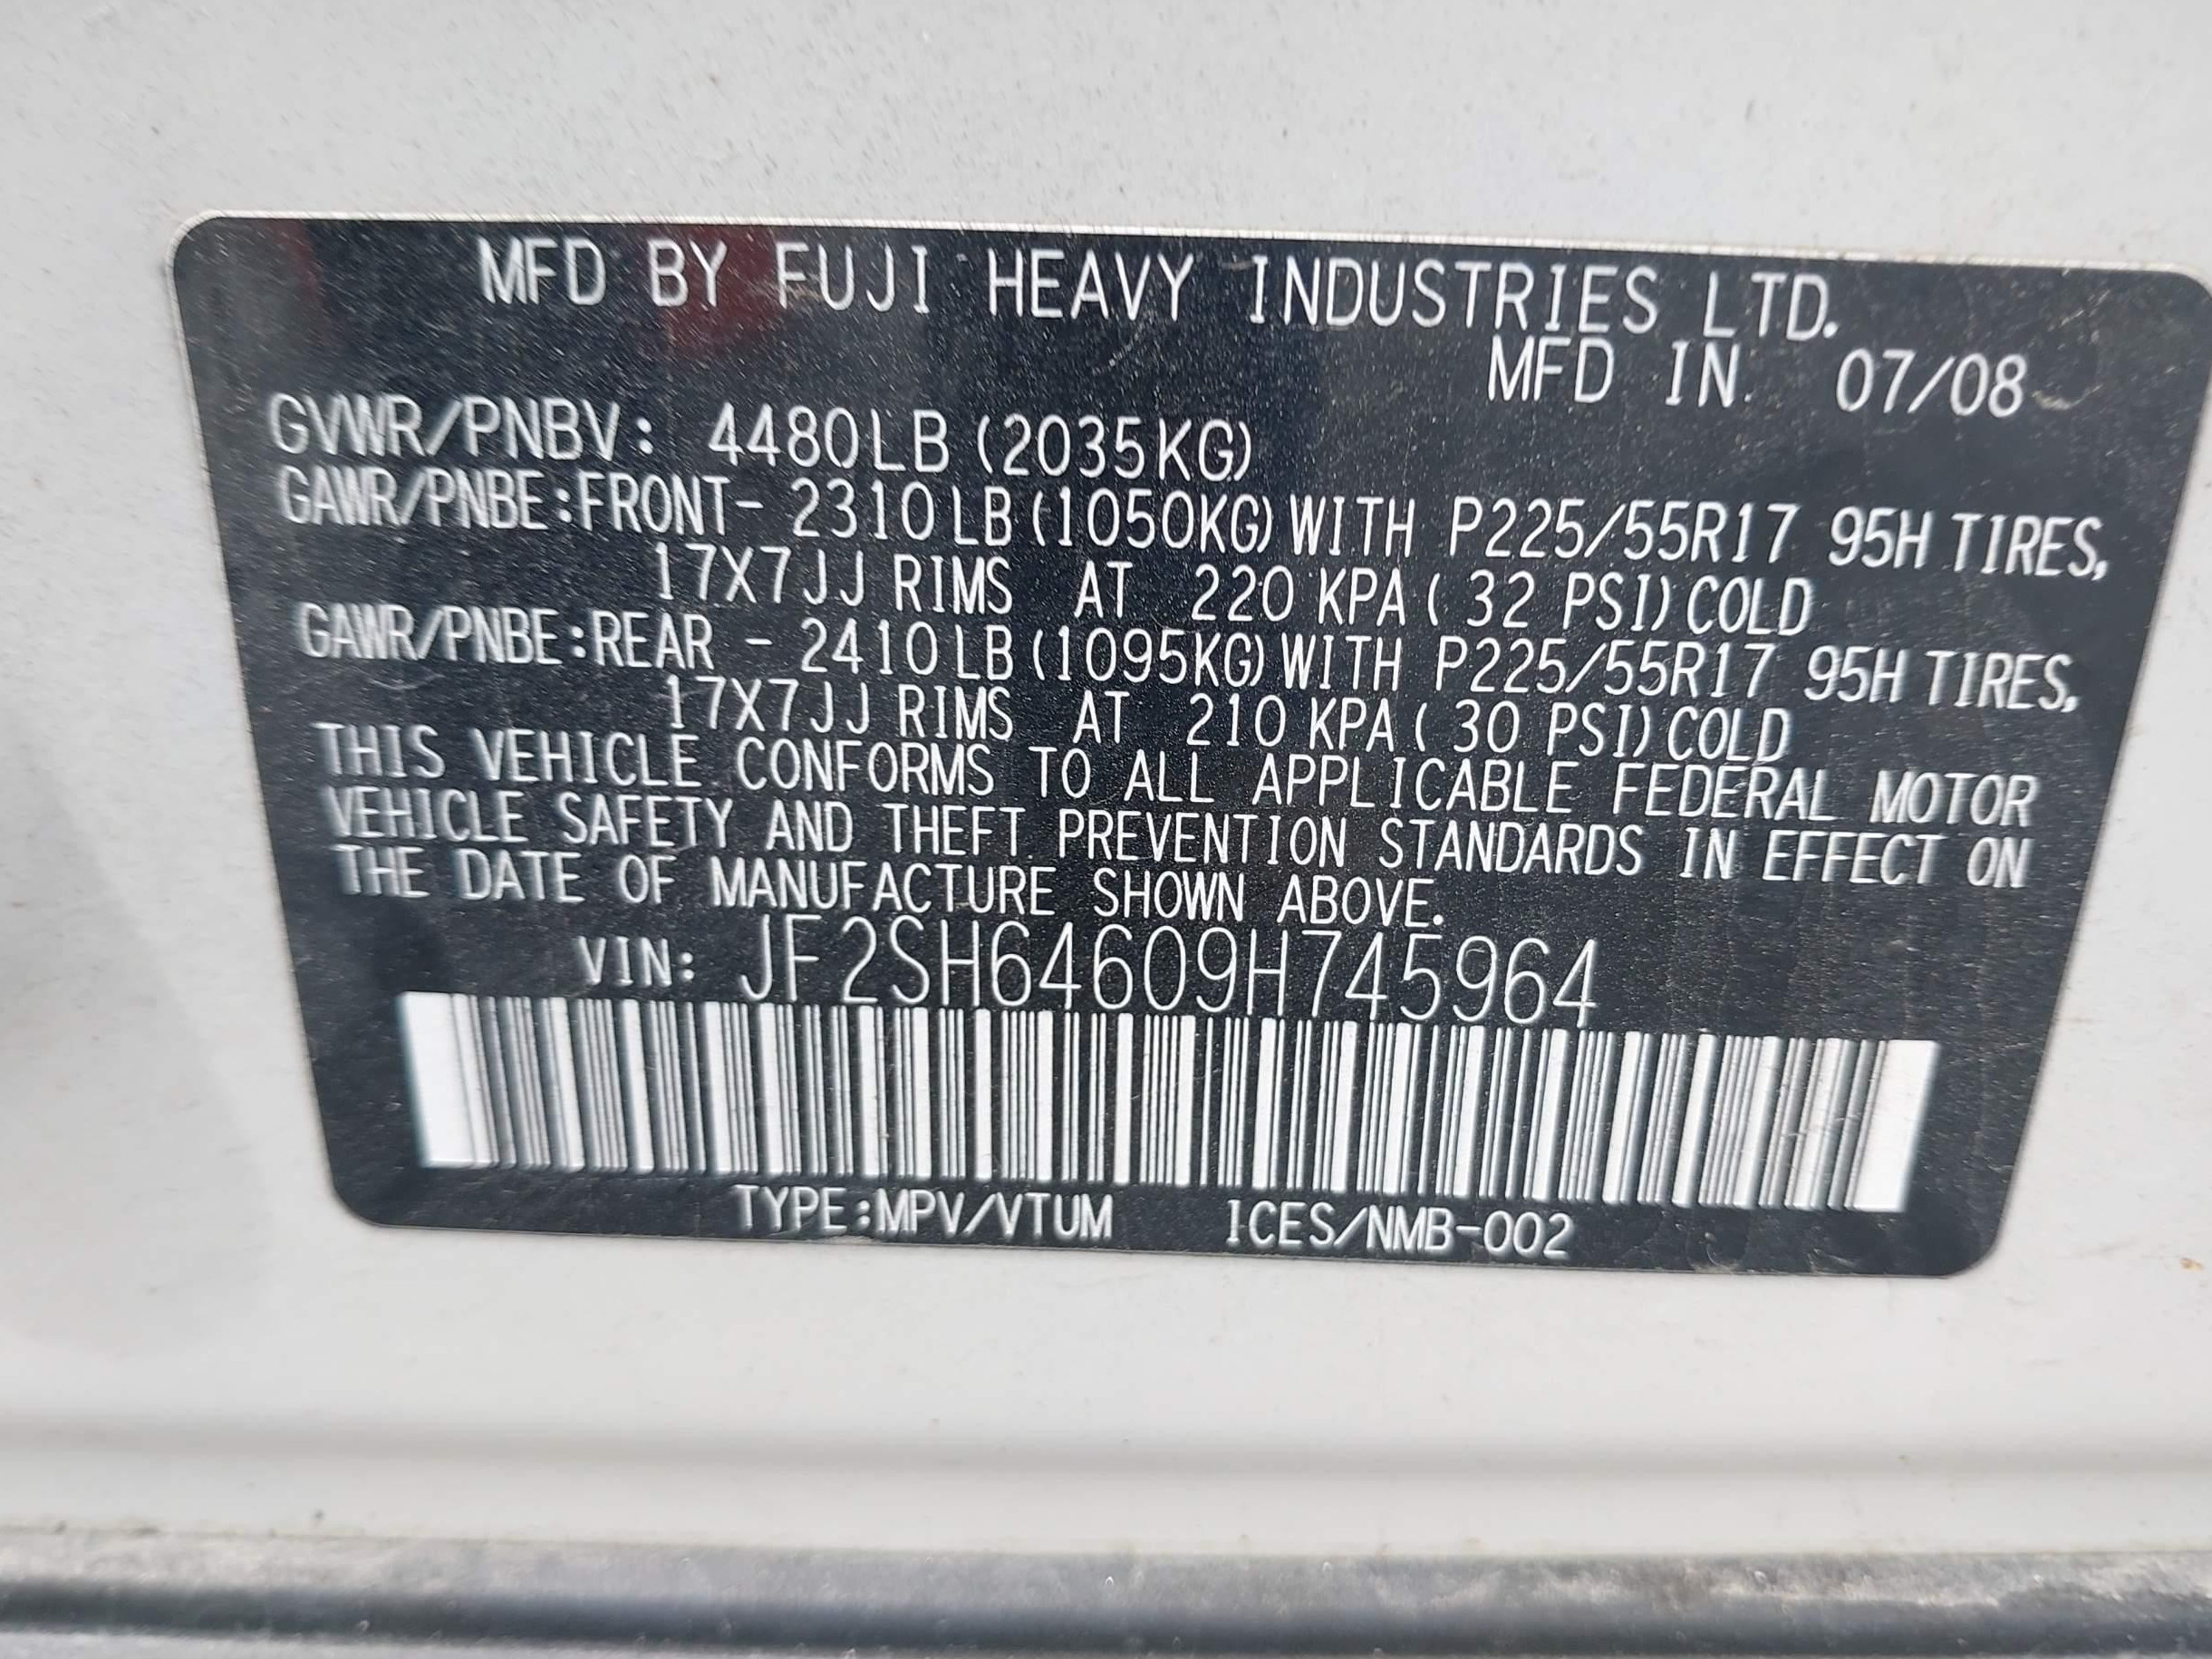 MFD BY FUJI HEAVY INDUSTRIES LTD.
MFD IN. 07/08
GVWR/PNBV: 4480LB (2035KG)
GAWR/PNBE:FRONT- 2310LB(1050KG)WITH P225/55R17 95H TIRES,
17X7JJ RIMS AT 220 KPA ( 32 PSI)COLD
GAWR/PNBE:REAR - 2410LB(1095KG)WITH P225/55R17 95H TIRES,
17X7JJ RIMS AT 210 KPA ( 30 PSI)COLD
THIS VEHICLE CONFORMS TO ALL APPLICABLE FEDERAL MOTOR
VEHICLE SAFETY AND THEFT PREVENTION STANDARDS IN EFFECT ON
THE DATE OF MANUFACTURE SHOWN ABOVE.
VIN: JF2SH64609H745964
TYPE:MPV/VTUM ICES/NMB-002